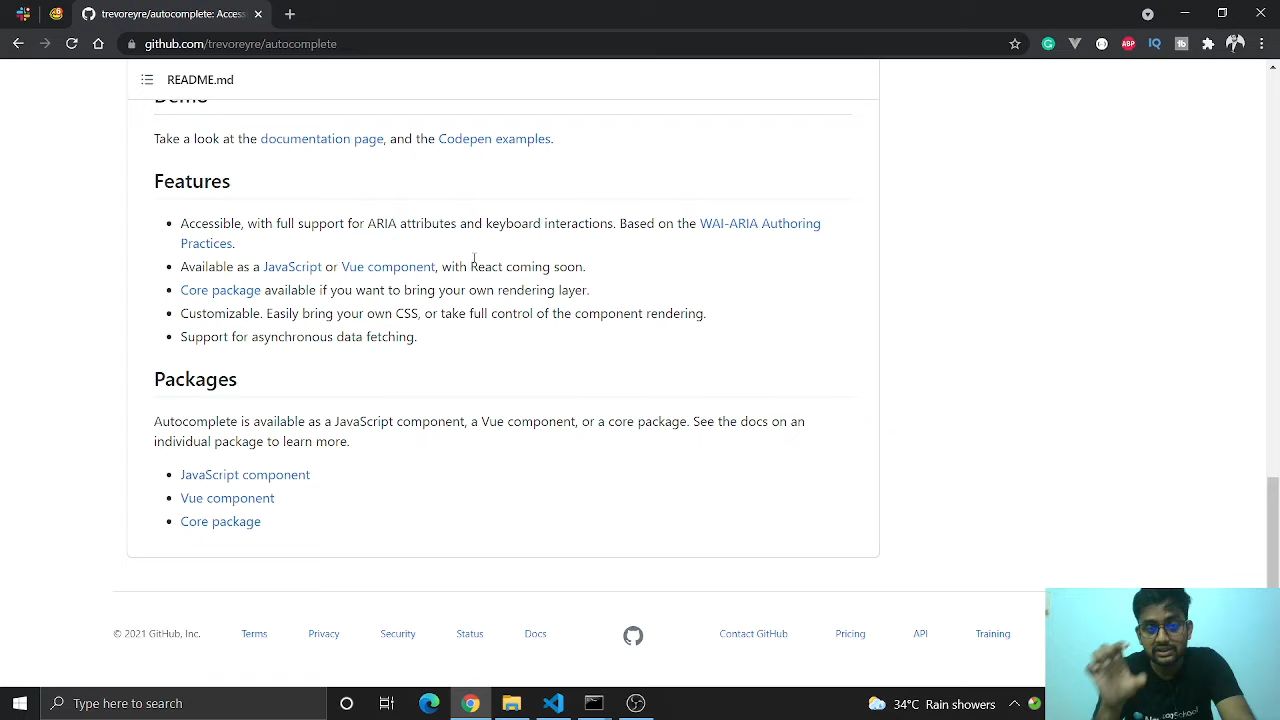 trevoreyre/autocomplete: Access
github.com/trevoreyre/autocomplete
ABP
README.md
Demo
Take a look at the documentation page, and the Codepen examples.
Features
Accessible, with full support for ARIA attributes and keyboard interactions. Based on the WAI-ARIA Authoring
Practices.
Available as a JavaScript or Vue component, with React coming soon.
Core package available if you want to bring your own rendering layer.
Customizable. Easily bring your own CSS, or take full control of the component rendering.
Support for asynchronous data fetching.
Packages
Autocomplete is available as a JavaScript component, a Vue component, or a core package. See the docs on an
individual package to learn more.
JavaScript component
Vue component
Core package
© 2021 GitHub, Inc. Terms Privacy Security Status Docs Contact GitHub Pricing API Training
Type here to search
34°C Rain showers